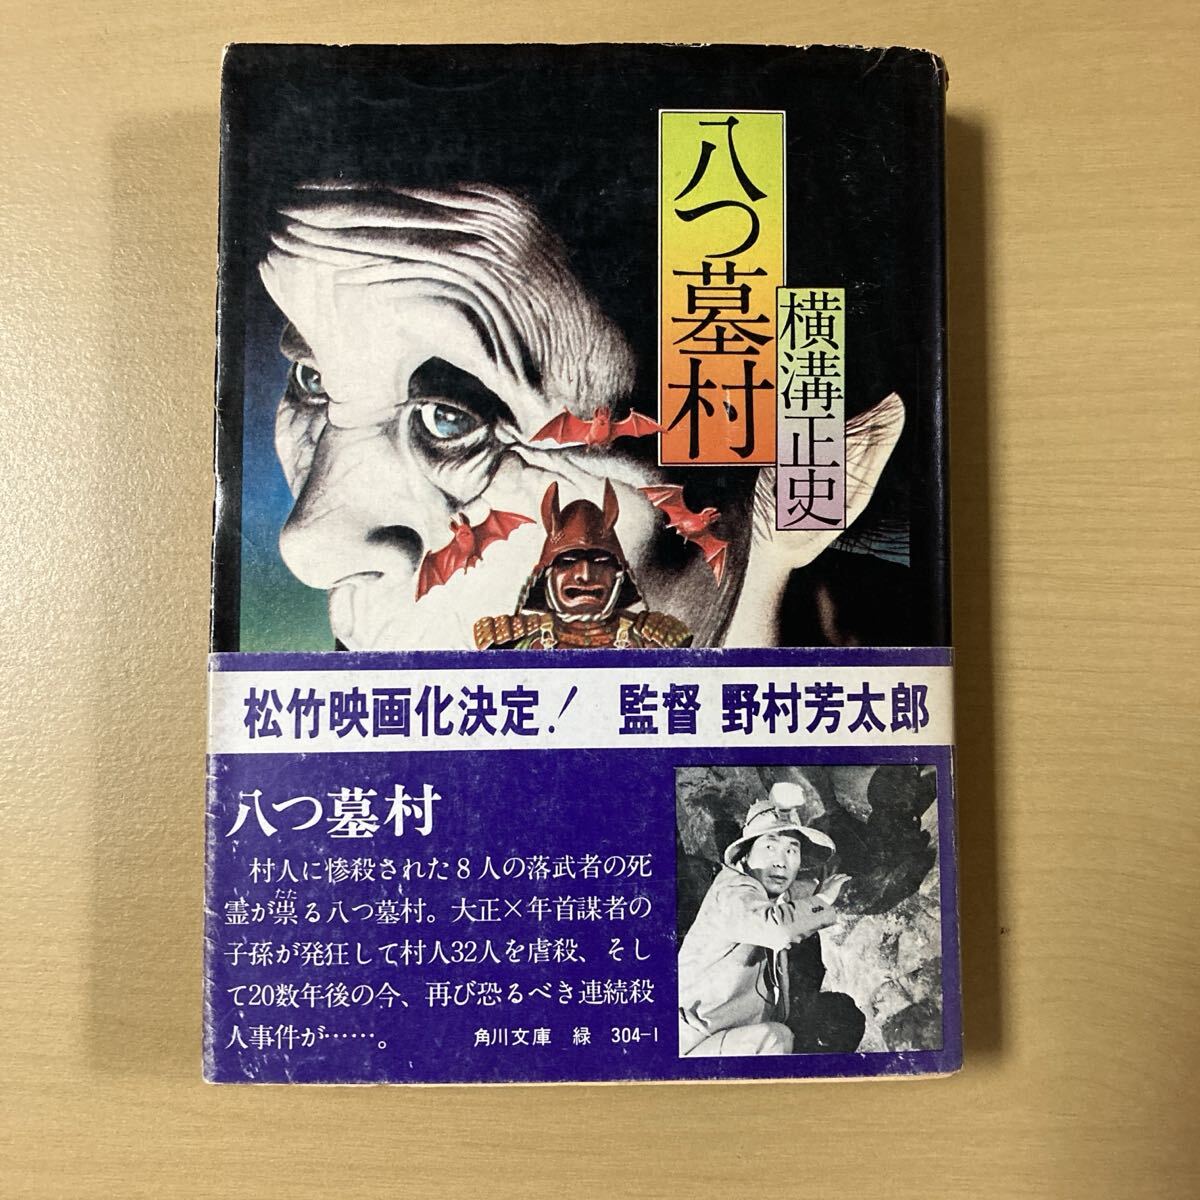 八つ墓村
横溝正史
松竹映画化決定! 監督 野村芳太郎
八つ墓村
村人に惨殺された8人の落武者の死
霊が祟る八つ墓村。大正×年首謀者の
たた
子孫が発狂して村人32人を虐殺、そし
て20数年後の今、再び恐るべき連続殺
人事件が……。
角川文庫 緑 304-1